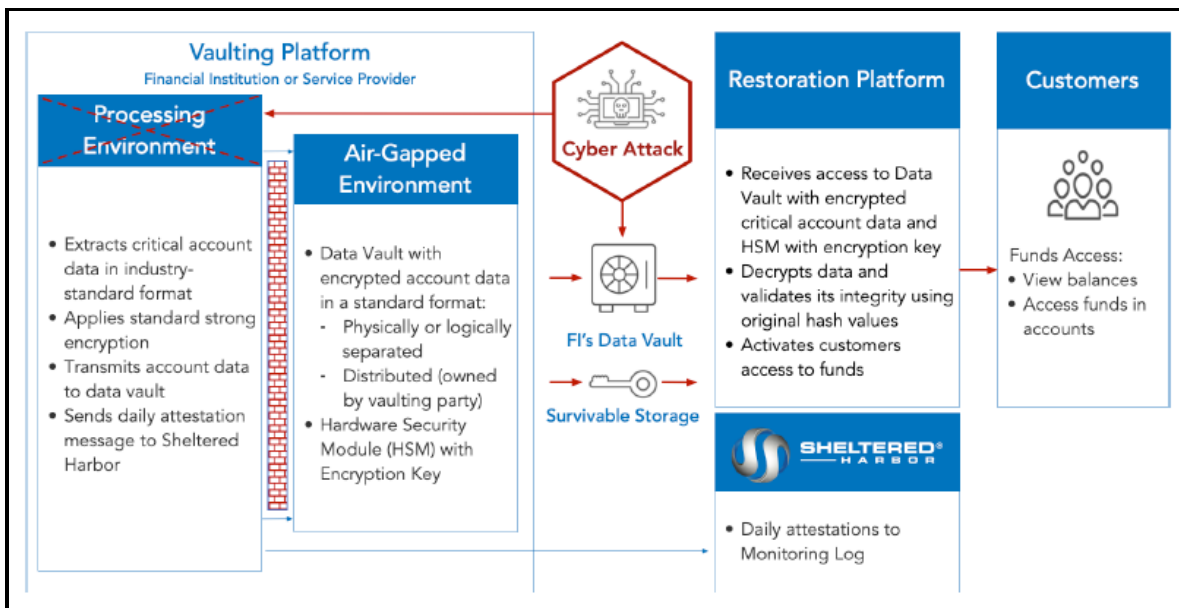 Vaulting Platform
Financial Institution or Service Provider
Processing
Environment
• Extracts critical account
data in industry-
standard format
• Applies standard strong
encryption
• Transmits account data
to data vault
• Sends daily attestation
message to Sheltered
Harbor
Air-Gapped
Environment
• Data Vault with
encrypted account data
in a standard format:
- Physically or logically
separated
- Distributed (owned
by vaulting party)
• Hardware Security
Module (HSM) with
Encryption Key
Cyber Attack
FI's Data Vault
Survivable Storage
Restoration Platform
• Receives access to Data
Vault with encrypted
critical account data and
HSM with encryption key
• Decrypts data and
validates its integrity using
original hash values
• Activates customers
access to funds
SHELTERED®
HARBOR
• Daily attestations to
Monitoring Log
Customers
Funds Access:
• View balances
• Access funds in
accounts